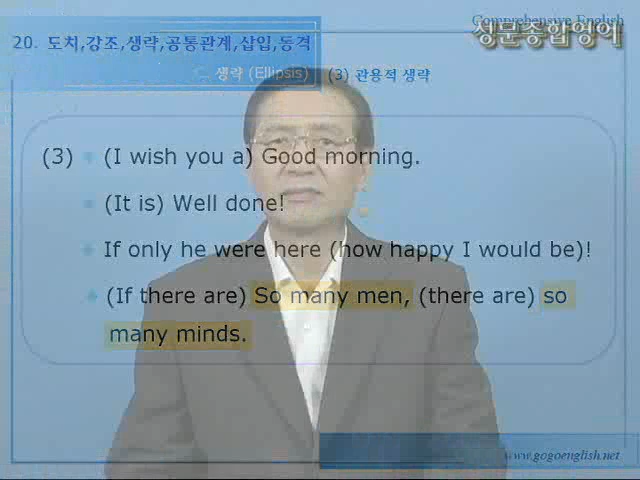 Comprehensive English
성문종합영어
20. 도치,강조,생략,공통관계,삽입,동격
생략 (Ellipsis) (3) 관용적 생략
(3) (I wish you a) Good morning.
(It is) Well done!
If only he were here (how happy I would be)!
(If there are) So many men, (there are) so
many minds.
www.gogoenglish.net